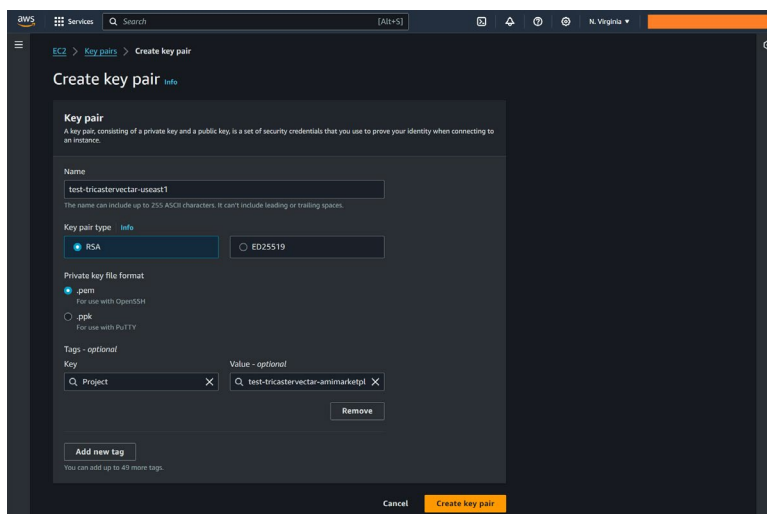 aws Services Search [Alt+S] N. Virginia
EC2 > Key pairs > Create key pair
Create key pair Info
Key pair
A key pair, consisting of a private key and a public key, is a set of security credentials that you use to prove your identity when connecting to
an instance.
Name
test-tricastervectar-useast1
The name can include up to 255 ASCII characters. It can't include leading or trailing spaces.
Key pair type Info
RSA ED25519
Private key file format
.pem
For use with OpenSSH
.ppk
For use with PuTTY
Tags - optional
Key Value - optional
Project test-tricastervectar-amimarketpl
Remove
Add new tag
You can add up to 49 more tags.
Cancel Create key pair